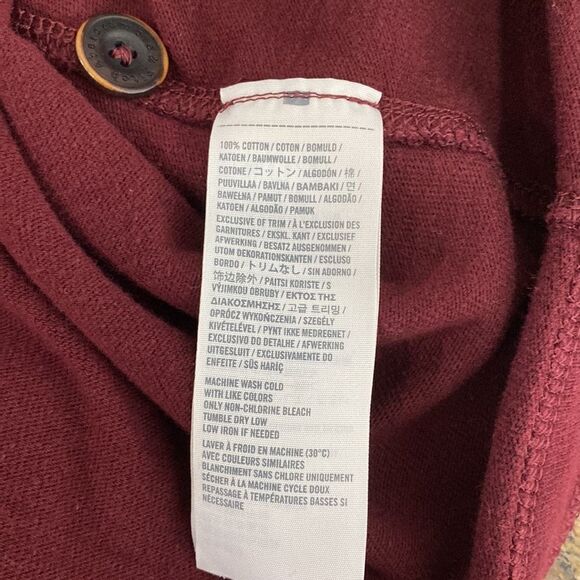 100% COTTON / COTON / BOMULD /
KATOEN / BAUMWOLLE / BOMULL /
COTONE / コットン / ALGODÓN / 棉 /
PUUVILLAA / BAVLNA / BAMBAKI / 면 /
BAWEŁNA / PAMUT / BOMULL / ALGODÃO /
KATOEN / ALGODÃO / PAMUK
EXCLUSIVE OF TRIM / À L'EXCLUSION DES
GARNITURES / EKSKL. KANT / EXCLUSIEF
AFWERKING / BESATZ AUSGENOMMEN /
UTOM DEKORATIONSKANTEN / ESCLUSO
BORDO / トリムなし / SIN ADORNO /
饰边除外 / PAITSI KORISTE / S
VÝJIMKOU OBRUBY / ΕΚΤΟΣ ΤΗΣ
ΔΙΑΚΟΣΜΗΣΗΣ / 고급 트리밍 /
OPRÓCZ WYKOŃCZENIA / SZEGÉLY
KIVÉTELÉVEL / PYNT IKKE MEDREGNET /
EXCLUSIVO DO DETALHE / AFWERKING
UITGESLUIT / EXCLUSIVAMENTE DO
ENFEITE / SÜS HARİÇ
MACHINE WASH COLD
WITH LIKE COLORS
ONLY NON-CHLORINE BLEACH
TUMBLE DRY LOW
LOW IRON IF NEEDED
LAVER À FROID EN MACHINE (30°C)
AVEC COULEURS SIMILAIRES
BLANCHIMENT SANS CHLORE UNIQUEMENT
SÉCHER À LA MACHINE CYCLE DOUX
REPASSAGE À TEMPÉRATURES BASSES SI
NÉCESSAIRE